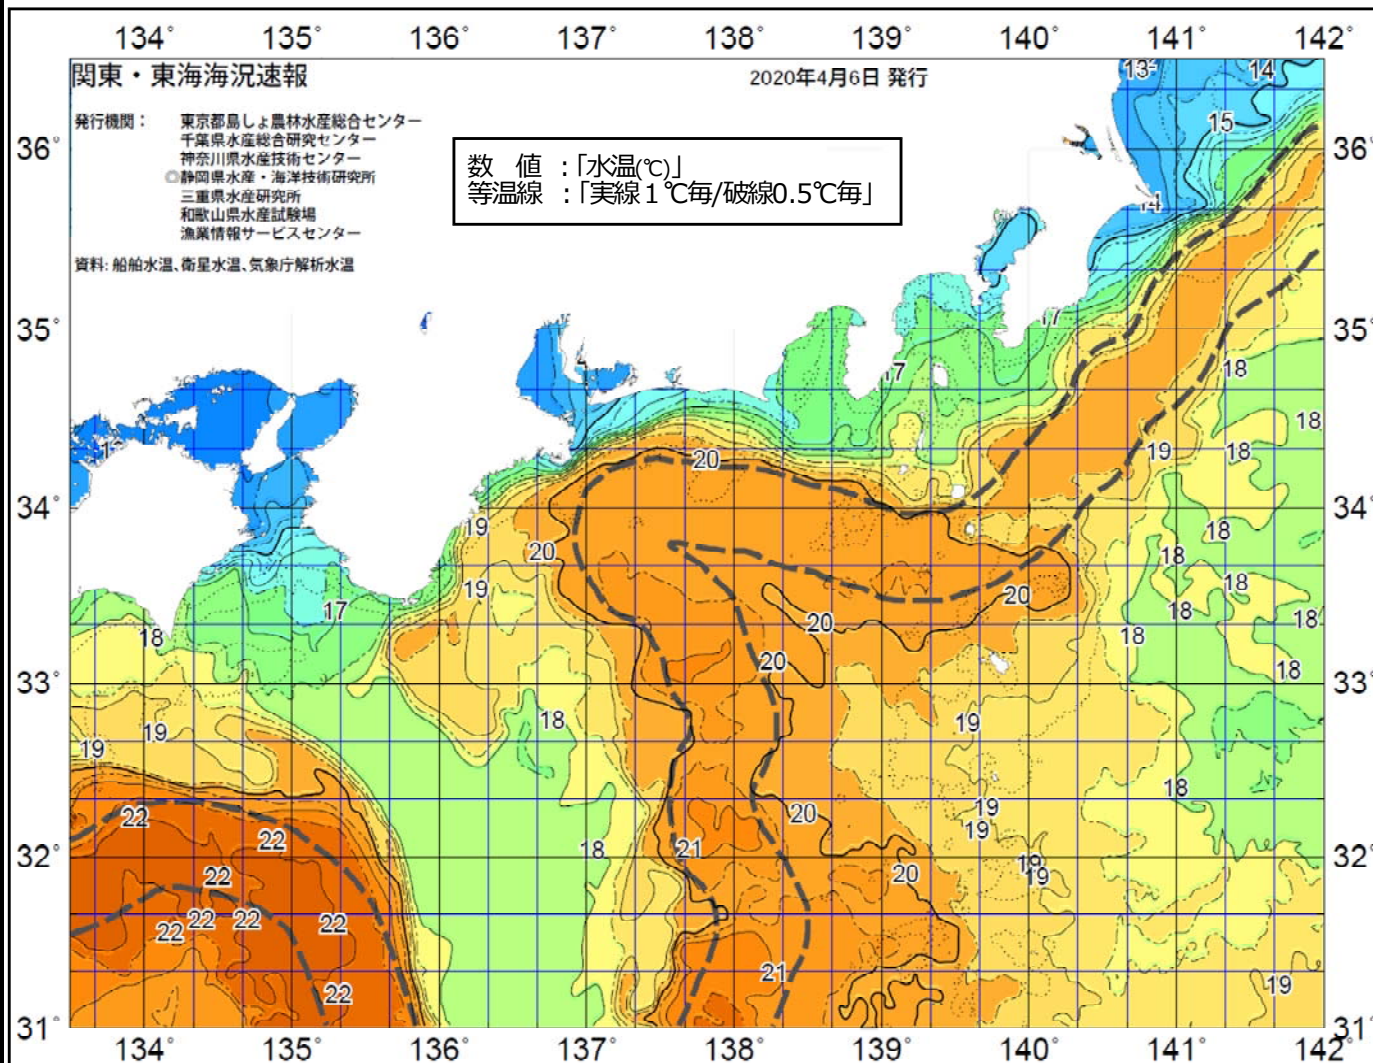 134° 135° 136° 137° 138° 139° 140° 141° 142°
関東・東海海況速報
2020年4月6日 発行
発行機関： 東京都島しょ農林水産総合センター
千葉県水産総合研究センター
神奈川県水産技術センター
◎静岡県水産・海洋技術研究所
三重県水産研究所
和歌山県水産試験場
漁業情報サービスセンター
資料: 船舶水温、衛星水温、気象庁解析水温
数　値　：「水温(℃)」
等温線　：「実線１℃毎/破線0.5℃毎」
13 14
15
36° 36°
14
35° 17 35°
17 18
18
20 19 18
34° 19 34°
20 18
18
19 18
20
17 18 18
18 20 18
20 18
33° 33°
18 19
19 19
18
22 20 19
22 19
32° 18 21 19 32°
22 20 19
22 22 22
22
21
22 19
31° 31°
134° 135° 136° 137° 138° 139° 140° 141° 142°